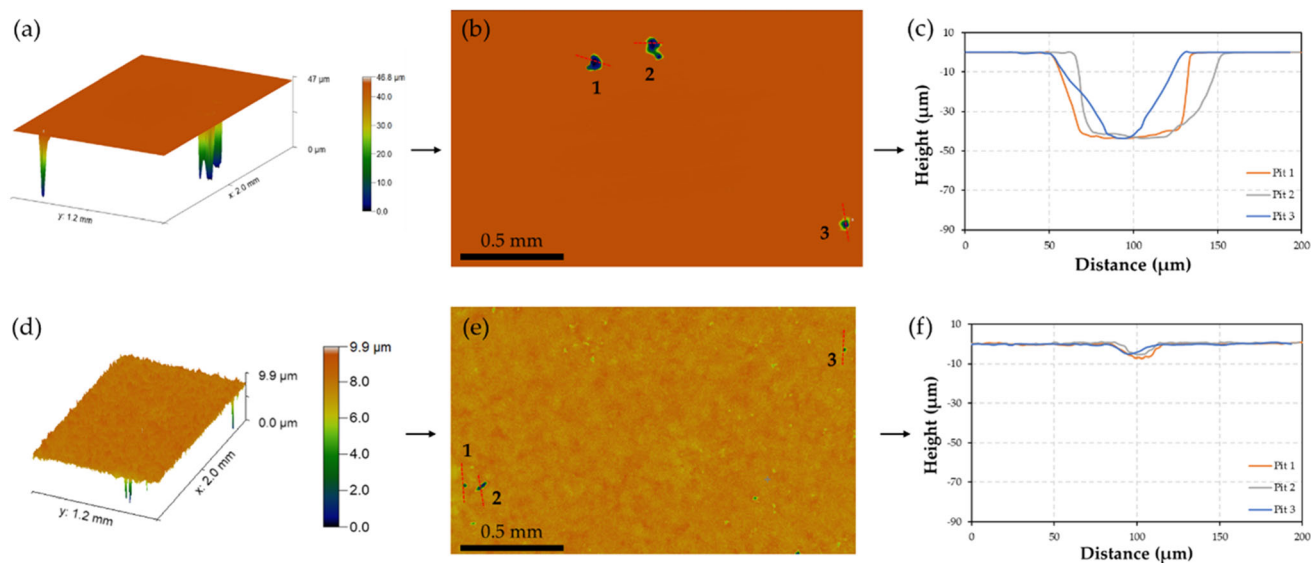 (a)
47 µm
0 µm
x: 2.0 mm
y: 1.2 mm
46.8 µm
40.0
30.0
20.0
10.0
0.0
(b)
1
2
3
0.5 mm
(c)
Height (µm)
10
-10
-30
-50
-70
-90
0
50
100
150
200
Distance (µm)
Pit 1
Pit 2
Pit 3
(d)
9.9 µm
0.0 µm
x: 2.0 mm
y: 1.2 mm
9.9 µm
8.0
6.0
4.0
2.0
0.0
(e)
1
2
3
0.5 mm
(f)
Height (µm)
10
-10
-30
-50
-70
-90
0
50
100
150
200
Distance (µm)
Pit 1
Pit 2
Pit 3